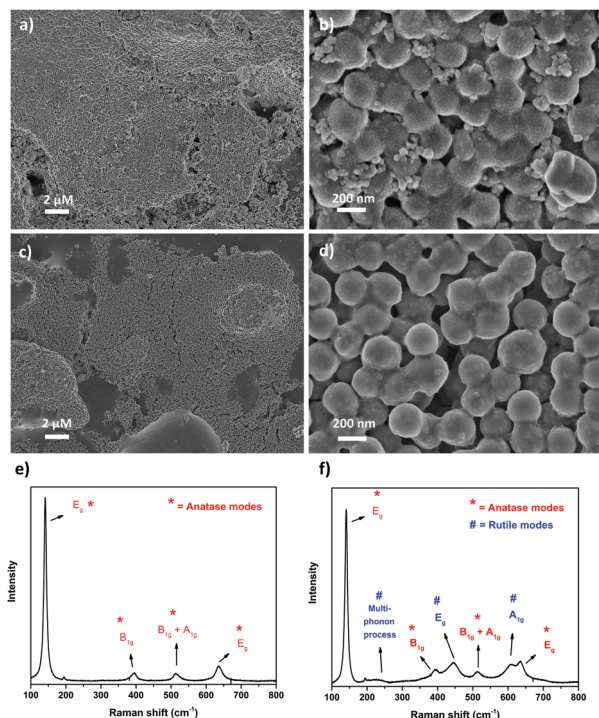 a)
2 µM
b)
200 nm
c)
2 µM
d)
200 nm
e)
Eg *
* = Anatase modes
*
B1g
*
B1g + A1g
*
Eg
Intensity
100 200 300 400 500 600 700 800
Raman shift (cm-1)
f)
*
Eg
* = Anatase modes
# = Rutile modes
#
Multi-
phonon
process
*
B1g
#
Eg
*
B1g + A1g
#
A1g
*
Eg
Intensity
100 200 300 400 500 600 700 800
Raman shift (cm-1)